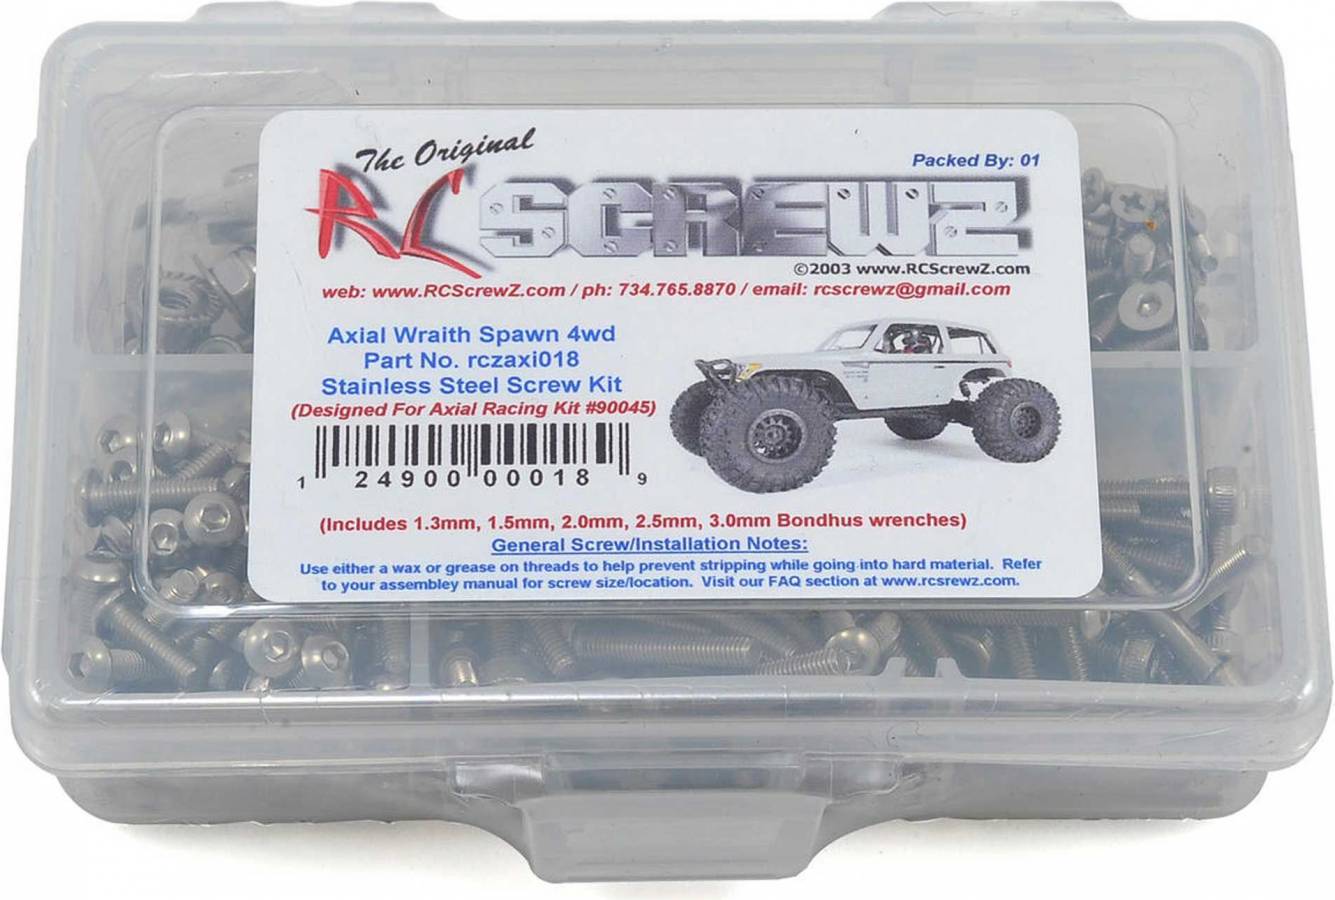 The Original
Packed By: 01
RC SCREWZ
©2003 www.RCScrewZ.com
web: www.RCScrewZ.com / ph: 734.765.8870 / email: rcscrewz@gmail.com
Axial Wraith Spawn 4wd
Part No. rczaxi018
Stainless Steel Screw Kit
(Designed For Axial Racing Kit #90045)
1 24900 00018 9
(Includes 1.3mm, 1.5mm, 2.0mm, 2.5mm, 3.0mm Bondhus wrenches)
General Screw/Installation Notes:
Use either a wax or grease on threads to help prevent stripping while going into hard material. Refer
to your assembley manual for screw size/location. Visit our FAQ section at www.rcsrewz.com.